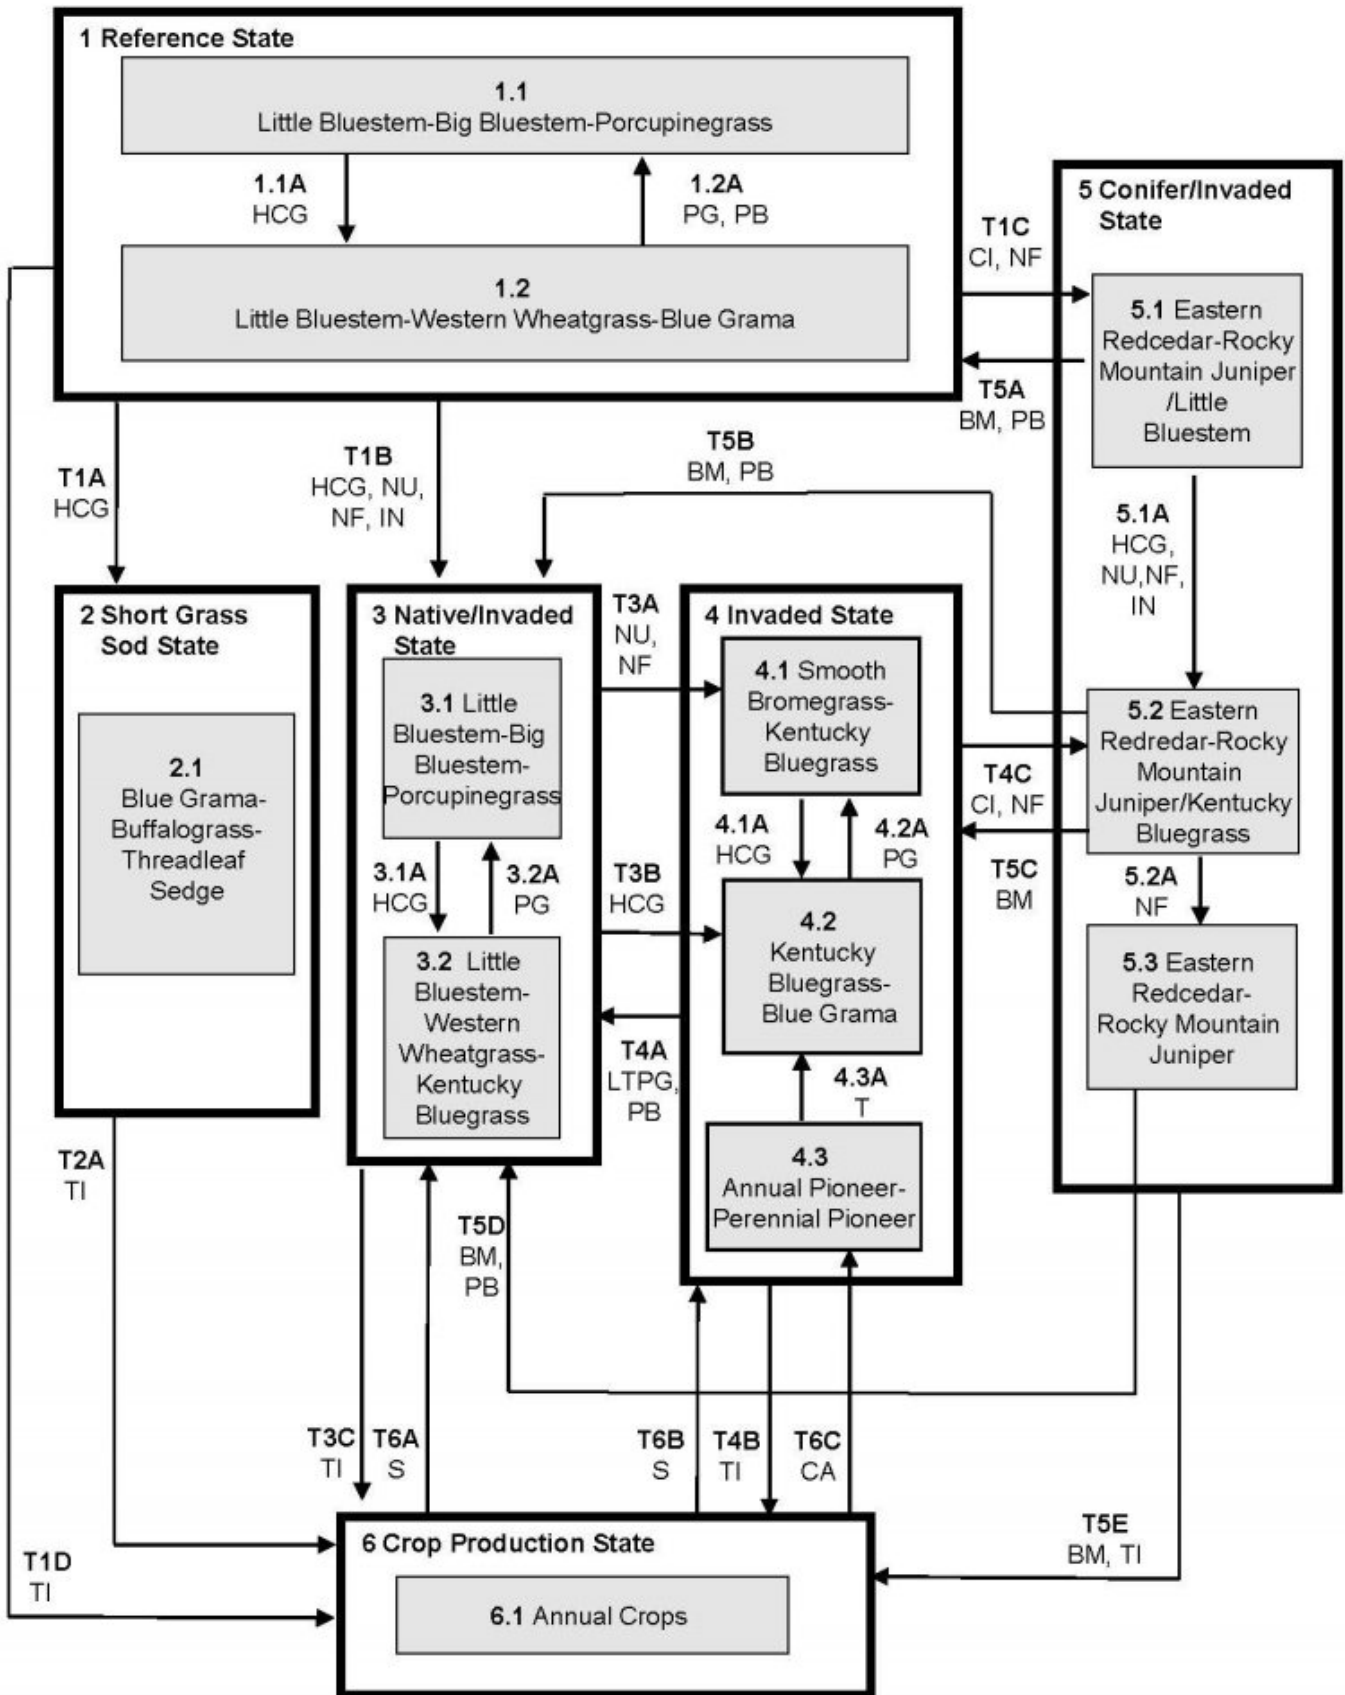 1 Reference State
1.1
Little Bluestem-Big Bluestem-Porcupinegrass
1.1A
HCG
1.2A
PG, PB
1.2
Little Bluestem-Western Wheatgrass-Blue Grama
T1C
CI, NF
T5A
BM, PB
5 Conifer/Invaded
State
5.1 Eastern
Redcedar-Rocky
Mountain Juniper
/Little
Bluestem
5.1A
HCG,
NU,NF,
IN
5.2 Eastern
Redredar-Rocky
Mountain
Juniper/Kentucky
Bluegrass
5.2A
NF
5.3 Eastern
Redcedar-
Rocky Mountain
Juniper
T1A
HCG
T1B
HCG, NU,
NF, IN
T5B
BM, PB
2 Short Grass
Sod State
2.1
Blue Grama-
Buffalograss-
Threadleaf
Sedge
3 Native/Invaded
State
3.1 Little
Bluestem-Big
Bluestem-
Porcupinegrass
3.1A
HCG
3.2A
PG
3.2 Little
Bluestem-
Western
Wheatgrass-
Kentucky
Bluegrass
T3A
NU,
NF
T3B
HCG
T4A
LTPG,
PB
4 Invaded State
4.1 Smooth
Bromegrass-
Kentucky
Bluegrass
4.1A
HCG
4.2A
PG
4.2
Kentucky
Bluegrass-
Blue Grama
4.3A
T
4.3
Annual Pioneer-
Perennial Pioneer
T4C
CI, NF
T5C
BM
T2A
TI
T5D
BM,
PB
T3C
TI
T6A
S
T6B
S
T4B
TI
T6C
CA
T5E
BM, TI
T1D
TI
6 Crop Production State
6.1 Annual Crops